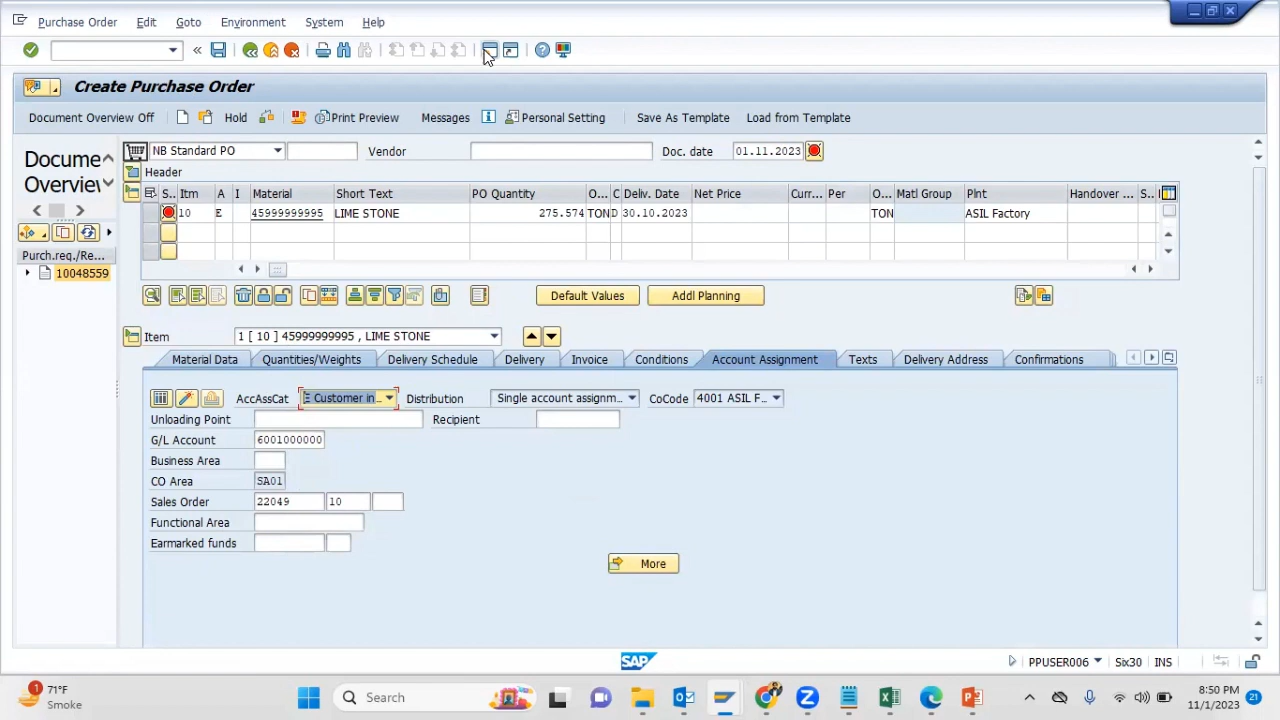 Purchase Order Edit Goto Environment System Help
Create Purchase Order
Document Overview Off Hold Print Preview Messages Personal Setting Save As Template Load from Template
NB Standard PO Vendor Doc. date 01.11.2023
Header
Docume
Overview
S.. Itm A I Material Short Text PO Quantity O... C Deliv. Date Net Price Curr... Per O... Matl Group Plnt Handover ... S..
10 E 45999999995 LIME STONE 275.574 TON D 30.10.2023 TON ASIL Factory
Purch.req./Re...
10048559
Default Values Addl Planning
Item 1 [ 10 ] 45999999995 , LIME STONE
Material Data Quantities/Weights Delivery Schedule Delivery Invoice Conditions Account Assignment Texts Delivery Address Confirmations
AccAssCat E Customer in... Distribution Single account assignm... CoCode 4001 ASIL F...
Unloading Point Recipient
G/L Account 6001000000
Business Area
CO Area SA01
Sales Order 22049 10
Functional Area
Earmarked funds
More
SAP PPUSER006 Six30 INS
1 71°F
Smoke
Search
8:50 PM
11/1/2023
21